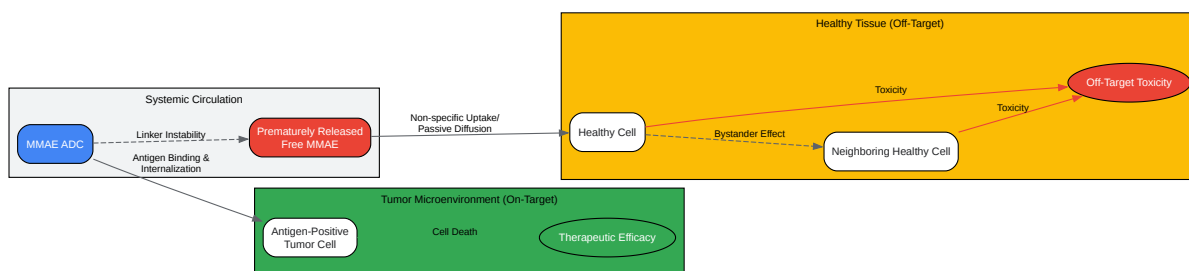 Healthy Tissue (Off-Target)
Off-Target Toxicity
Toxicity
Toxicity
Systemic Circulation
Non-specific Uptake/
Passive Diffusion
Healthy Cell
Bystander Effect
Neighboring Healthy Cell
MMAE ADC
Linker Instability
Prematurely Released
Free MMAE
Antigen Binding &
Internalization
Tumor Microenvironment (On-Target)
Antigen-Positive
Tumor Cell
Cell Death
Therapeutic Efficacy